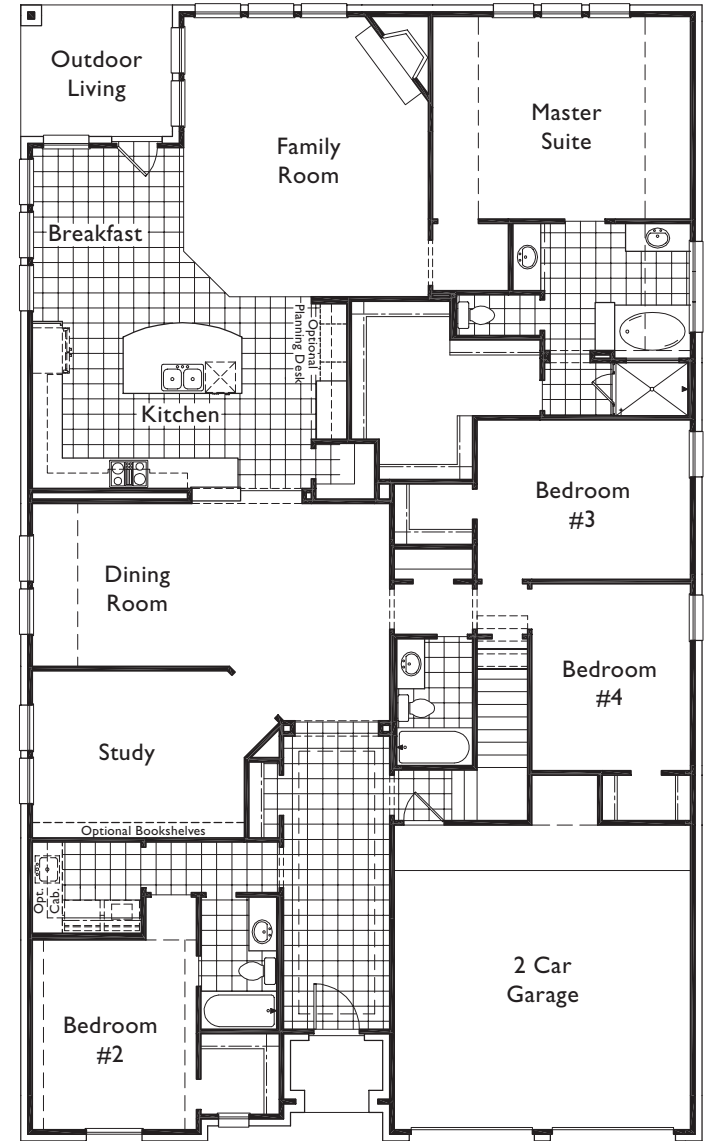 Outdoor
Living
Family
Room
Master
Suite
Breakfast
Optional
Planning Desk
Kitchen
Bedroom
#3
Dining
Room
Bedroom
#4
Study
Optional Bookshelves
Opt.
Cab.
2 Car
Garage
Bedroom
#2